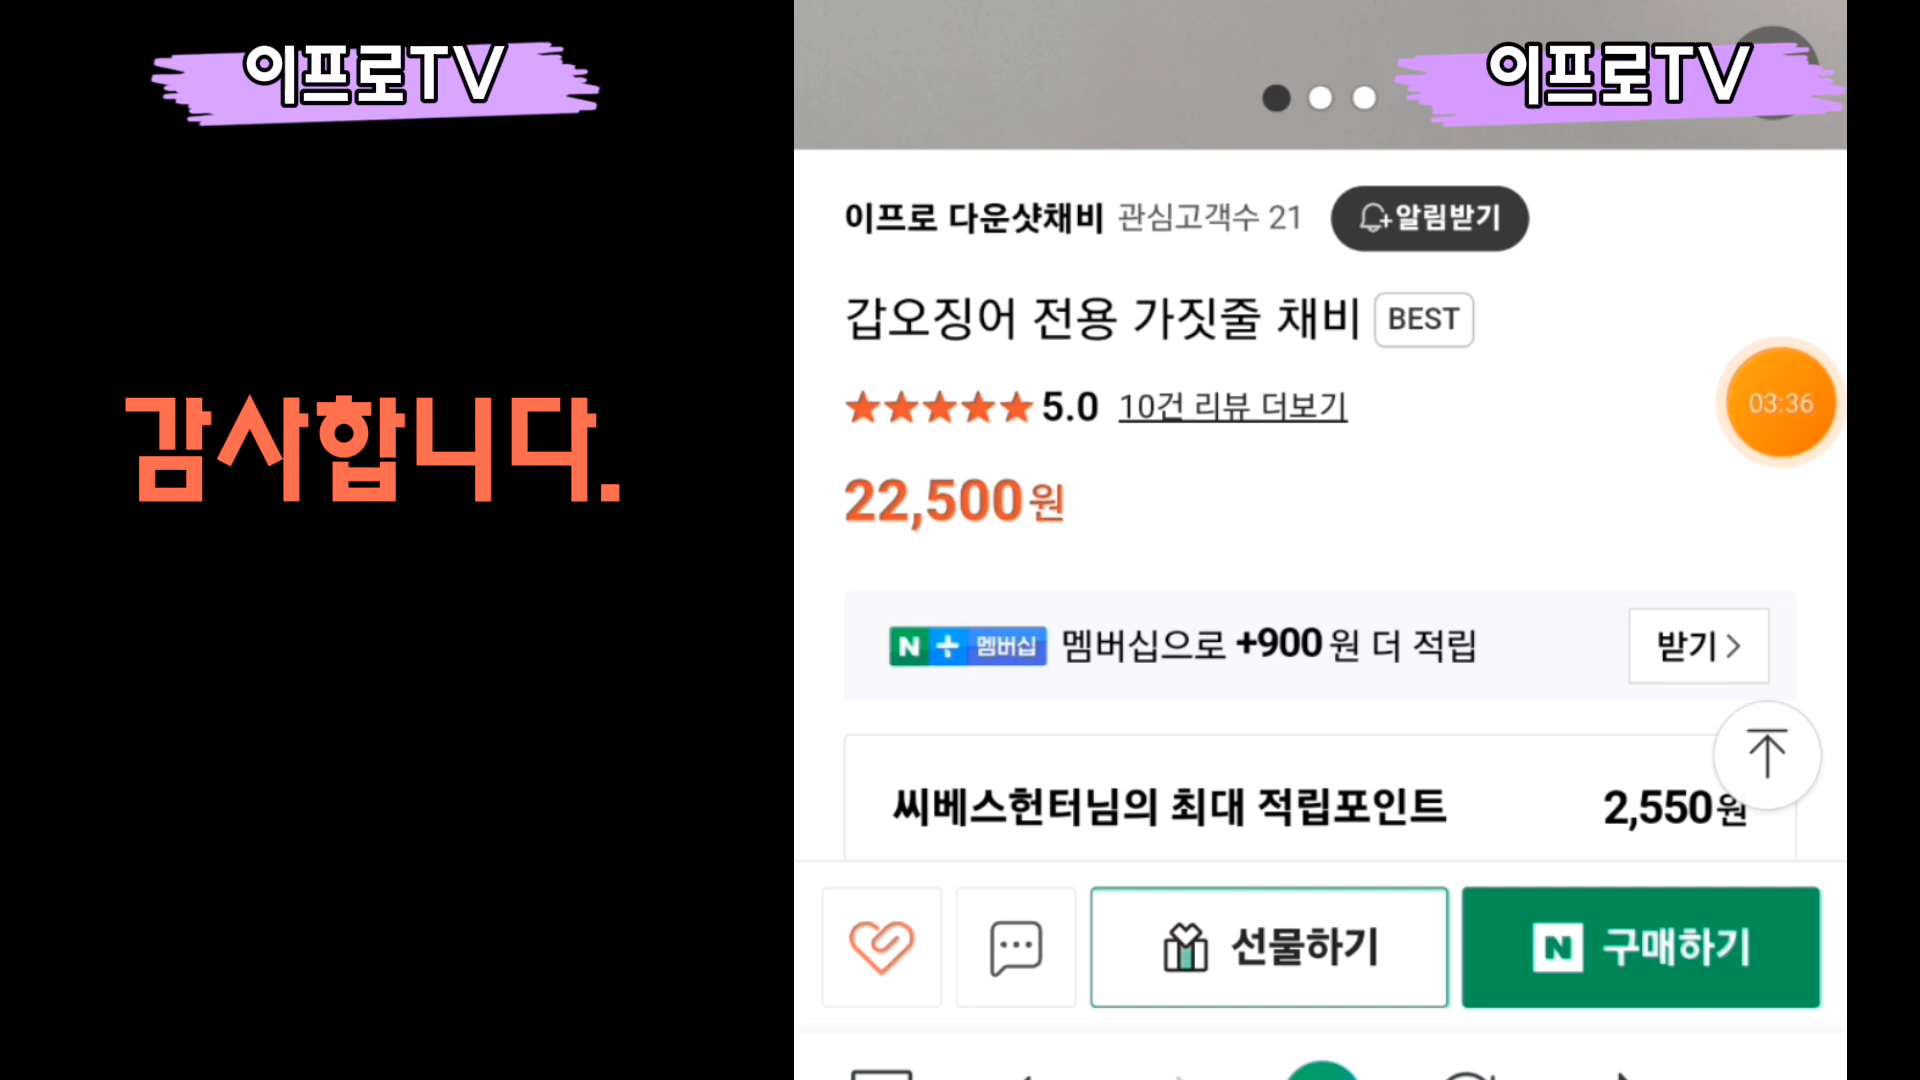 이프로TV
감사합니다.
이프로TV
이프로 다운샷채비 관심고객수 21 알림받기
갑오징어 전용 가짓줄 채비 BEST
5.0 10건 리뷰 더보기
03:36
22,500원
N + 멤버십 멤버십으로 +900원 더 적립 받기
씨베스헌터님의 최대 적립포인트 2,550원
선물하기 N 구매하기